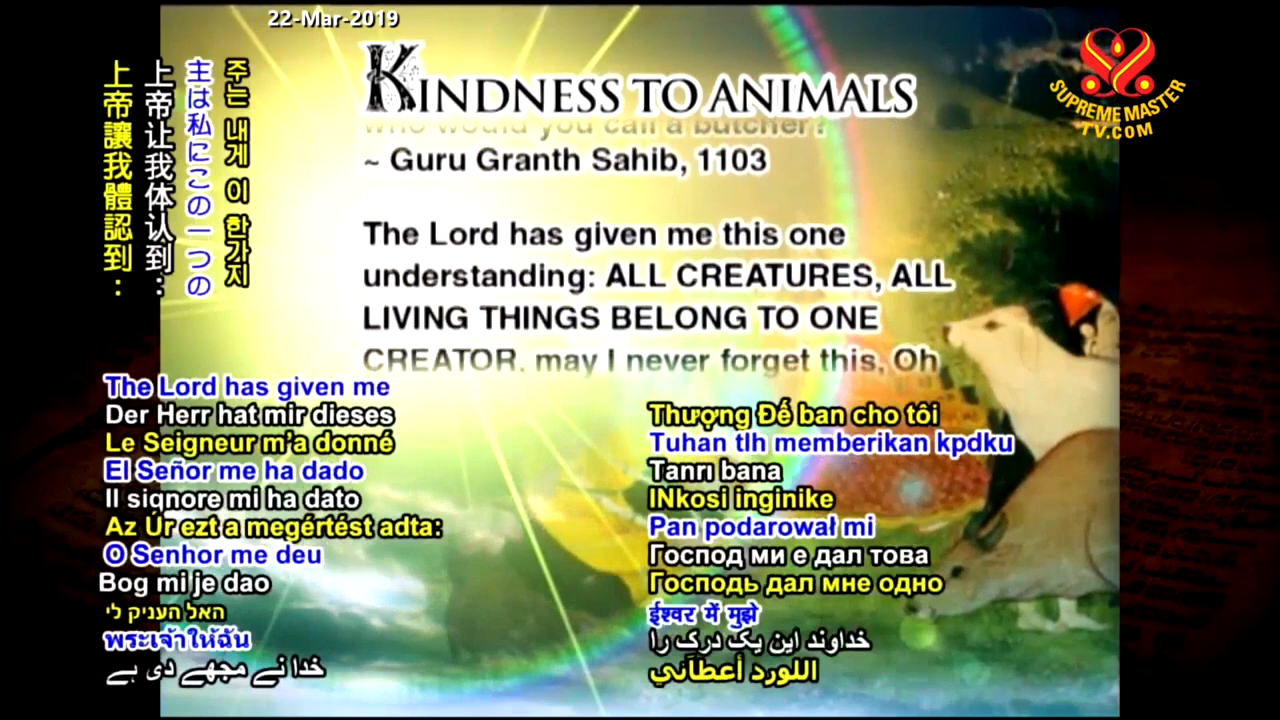 22-Mar-2019
KINDNESS TO ANIMALS
who would you call a butcher?
~ Guru Granth Sahib, 1103
The Lord has given me this one
understanding: ALL CREATURES, ALL
LIVING THINGS BELONG TO ONE
CREATOR, may I never forget this, Oh
SUPREME MASTER
TV.COM
주는 내게 이 한가지
主は私にこの一つの
上帝让我体认到…
上帝讓我體認到：
The Lord has given me
Der Herr hat mir dieses
Le Seigneur m'a donné
El Señor me ha dado
Il signore mi ha dato
Az Úr ezt a megértést adta:
O Senhor me deu
Bog mi je dao
האל העניק לי
พระเจ้าให้ฉัน
خدا نے مجھے دی ہے
Thượng Đế ban cho tôi
Tuhan tlh memberikan kpdku
Tanrı bana
INkosi inginike
Pan podarował mi
Господ ми е дал това
Господь дал мне одно
ईश्वर में मुझे
خداوند این یک درک را
اللورد أعطاني